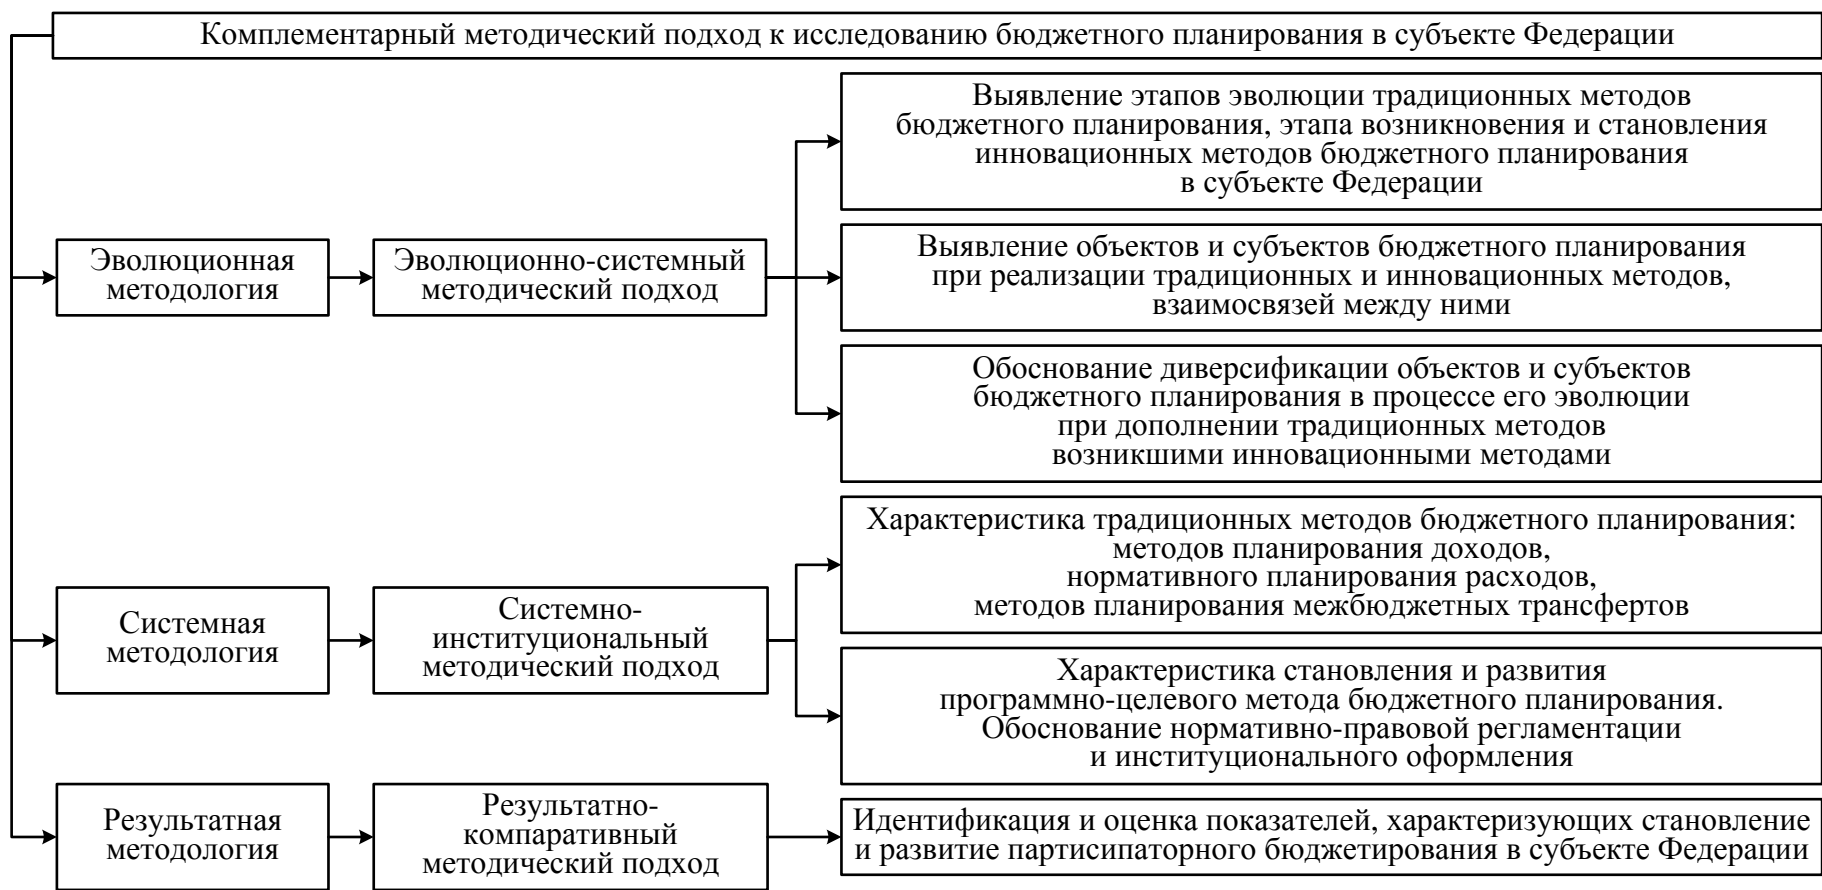 Комплементарный методический подход к исследованию бюджетного планирования в субъекте Федерации
Эволюционная
методология
Эволюционно-системный
методический подход
Выявление этапов эволюции традиционных методов
бюджетного планирования, этапа возникновения и становления
инновационных методов бюджетного планирования
в субъекте Федерации
Выявление объектов и субъектов бюджетного планирования
при реализации традиционных и инновационных методов,
взаимосвязей между ними
Обоснование диверсификации объектов и субъектов
бюджетного планирования в процессе его эволюции
при дополнении традиционных методов
возникшими инновационными методами
Системная
методология
Системно-
институциональный
методический подход
Характеристика традиционных методов бюджетного планирования:
методов планирования доходов,
нормативного планирования расходов,
методов планирования межбюджетных трансфертов
Характеристика становления и развития
программно-целевого метода бюджетного планирования.
Обоснование нормативно-правовой регламентации
и институционального оформления
Результатная
методология
Результатно-
компаративный
методический подход
Идентификация и оценка показателей, характеризующих становление
и развитие партисипаторного бюджетирования в субъекте Федерации